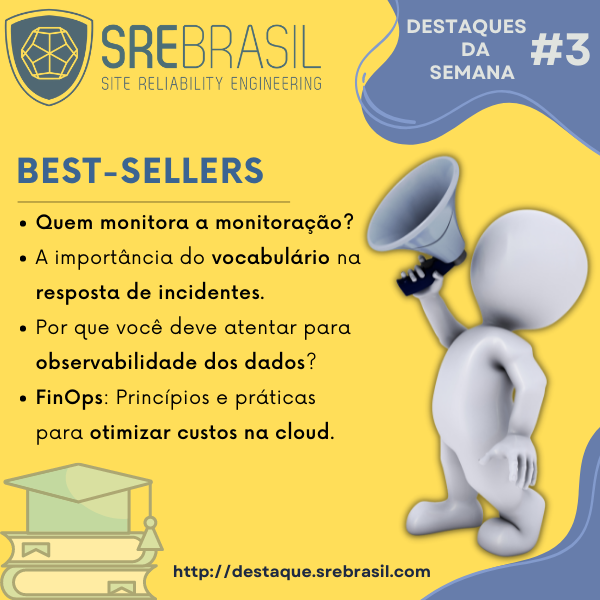 SREBRASIL
SITE RELIABILITY ENGINEERING
DESTAQUES
DA
SEMANA
#3
BEST-SELLERS
• Quem monitora a monitoração?
• A importância do vocabulário na
resposta de incidentes.
• Por que você deve atentar para
observabilidade dos dados?
• FinOps: Princípios e práticas
para otimizar custos na cloud.
http://destaque.srebrasil.com